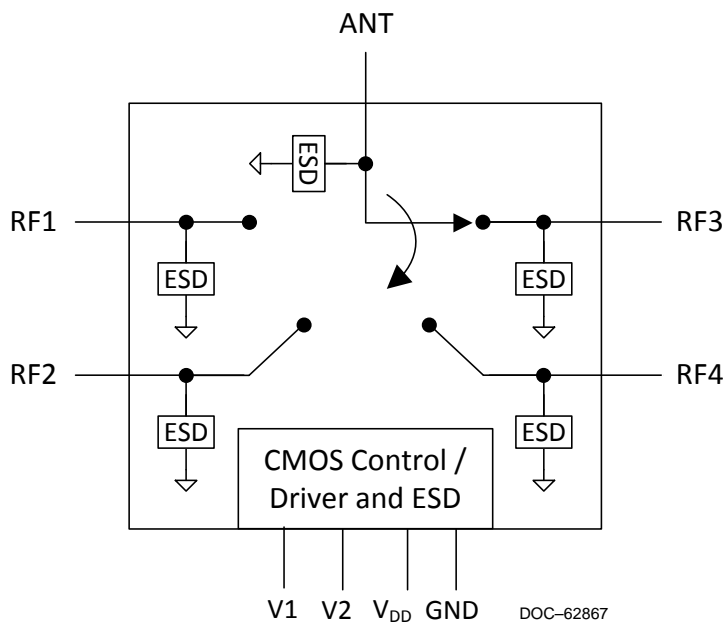 ANT
ESD
RF1
RF3
ESD
ESD
RF2
RF4
ESD
ESD
CMOS Control /
Driver and ESD
V1
V2
VDD
GND
DOC–62867